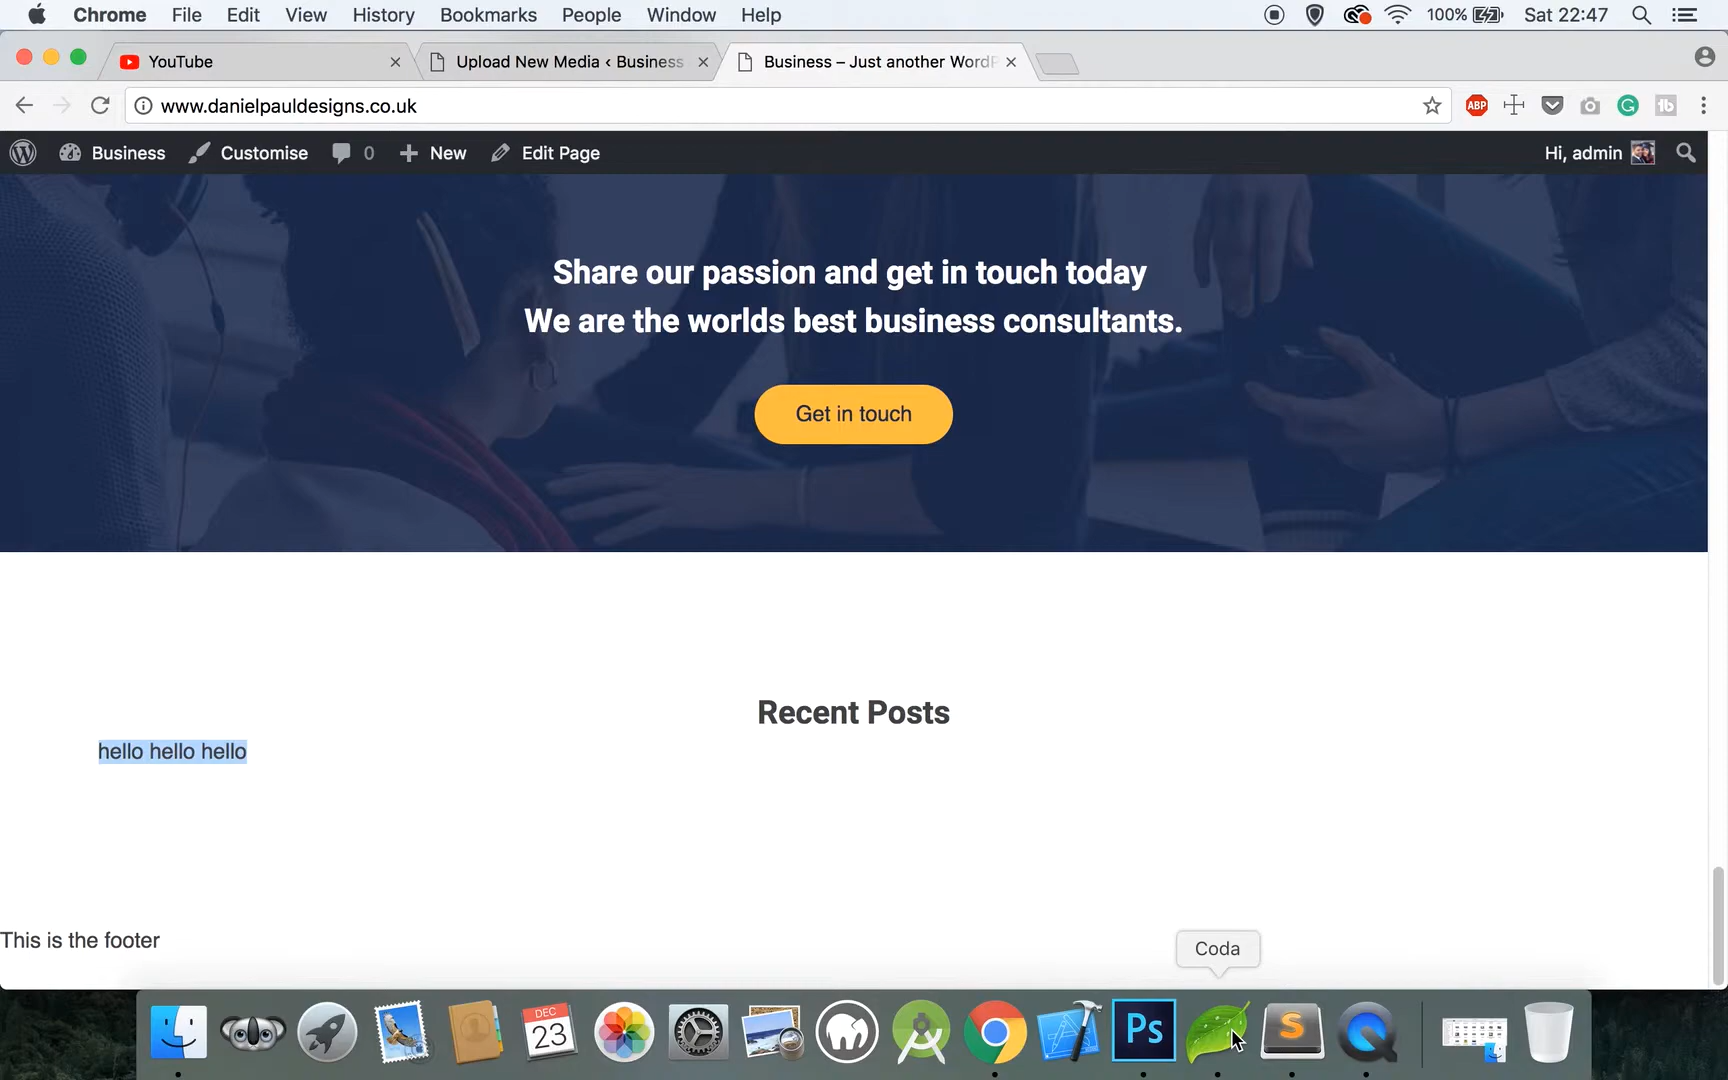 Chrome File Edit View History Bookmarks People Window Help 100% Sat 22:47
YouTube Upload New Media ‹ Business Business – Just another WordP
www.danielpauldesigns.co.uk ABP
Business Customise 0 New Edit Page Hi, admin
Share our passion and get in touch today
We are the worlds best business consultants.
Get in touch
Recent Posts
hello hello hello
This is the footer
Coda
DEC
23
Ps
S